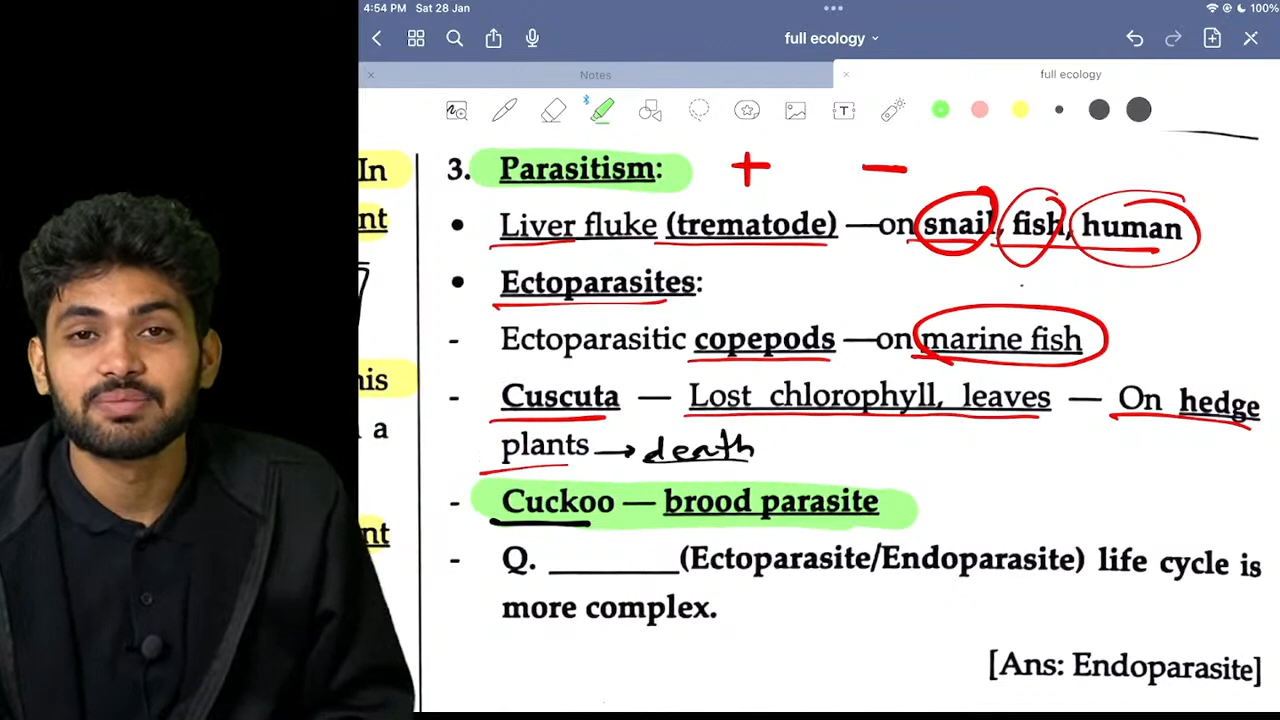 4:54 PM Sat 28 Jan
100%
full ecology
Notes
full ecology
T
In
nt
his
a
nt
3. Parasitism: + –
• Liver fluke (trematode) — on snail, fish, human
• Ectoparasites:
- Ectoparasitic copepods — on marine fish
- Cuscuta — Lost chlorophyll, leaves — On hedge
plants → death
- Cuckoo — brood parasite
- Q. _______(Ectoparasite/Endoparasite) life cycle is
more complex.
[Ans: Endoparasite]